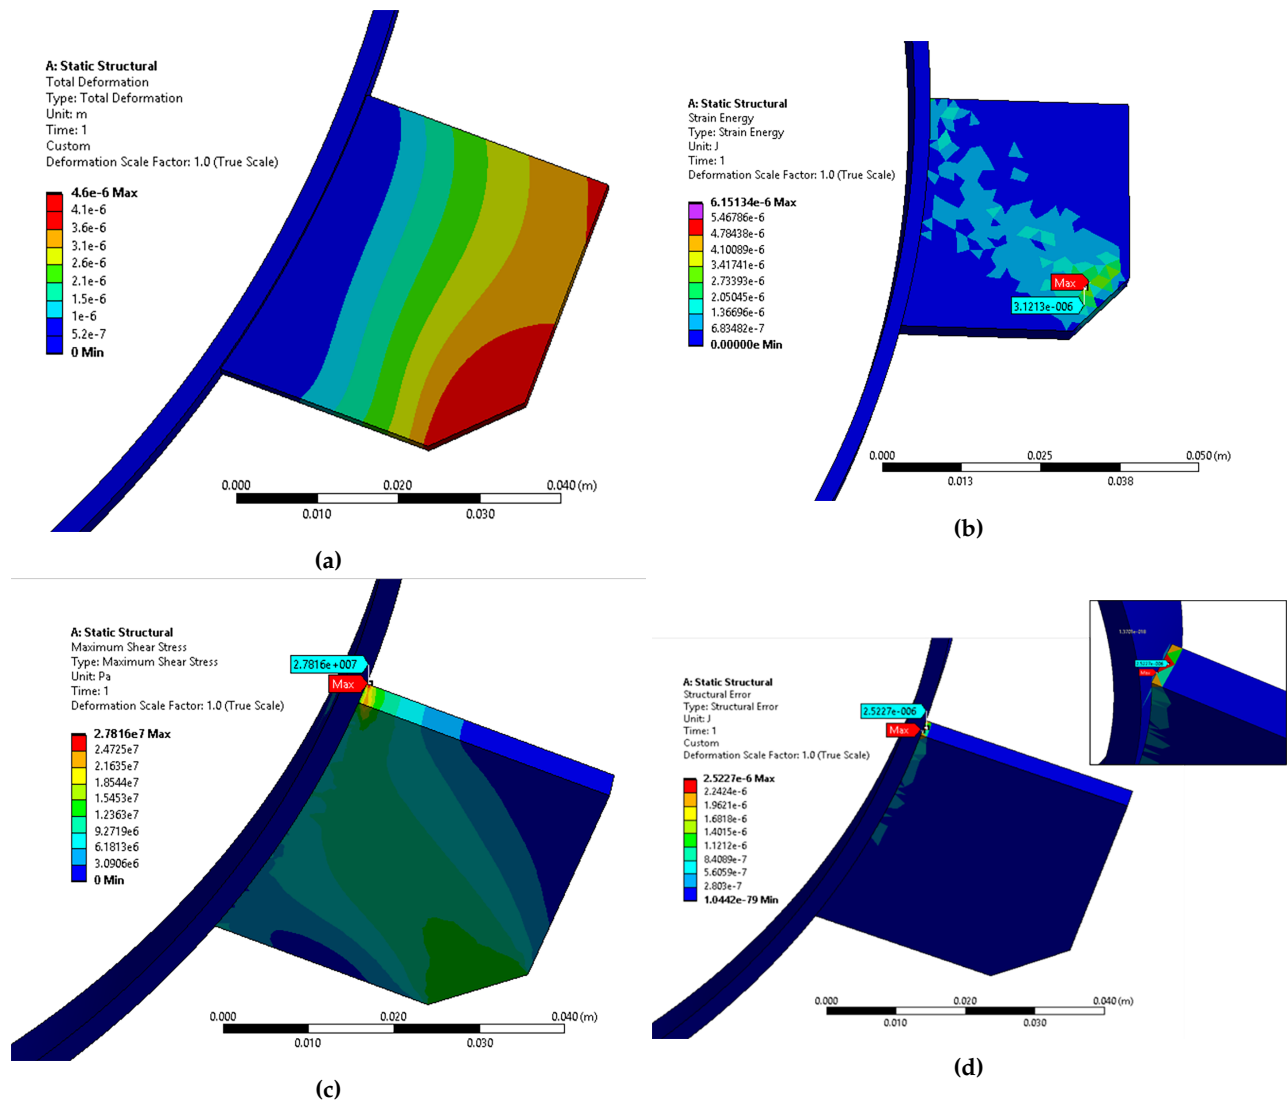 A: Static Structural
Total Deformation
Type: Total Deformation
Unit: m
Time: 1
Custom
Deformation Scale Factor: 1.0 (True Scale)
4.6e-6 Max
4.1e-6
3.6e-6
3.1e-6
2.6e-6
2.1e-6
1.5e-6
1e-6
5.2e-7
0 Min
0.000 0.020 0.040 (m)
0.010 0.030
(a)
A: Static Structural
Strain Energy
Type: Strain Energy
Unit: J
Time: 1
Deformation Scale Factor: 1.0 (True Scale)
6.15134e-6 Max
5.46786e-6
4.78438e-6
4.10089e-6
3.41741e-6
2.73393e-6
2.05045e-6
1.36696e-6
6.83482e-7
0.00000e Min
Max
3.1213e-006
0.000 0.025 0.050 (m)
0.013 0.038
(b)
A: Static Structural
Maximum Shear Stress
Type: Maximum Shear Stress
Unit: Pa
Time: 1
Deformation Scale Factor: 1.0 (True Scale)
2.7816e+007
Max
2.7816e7 Max
2.4725e7
2.1635e7
1.8544e7
1.5453e7
1.2363e7
9.2719e6
6.1813e6
3.0906e6
0 Min
0.000 0.020 0.040 (m)
0.010 0.030
(c)
A: Static Structural
Structural Error
Type: Structural Error
Unit: J
Time: 1
Custom
Deformation Scale Factor: 1.0 (True Scale)
2.5227e-006
Max
2.5227e-6 Max
2.2424e-6
1.9621e-6
1.6818e-6
1.4015e-6
1.1212e-6
8.4089e-7
5.6059e-7
2.803e-7
1.0442e-79 Min
2.5227e-006
Max
0.000 0.020 0.040 (m)
0.010 0.030
(d)